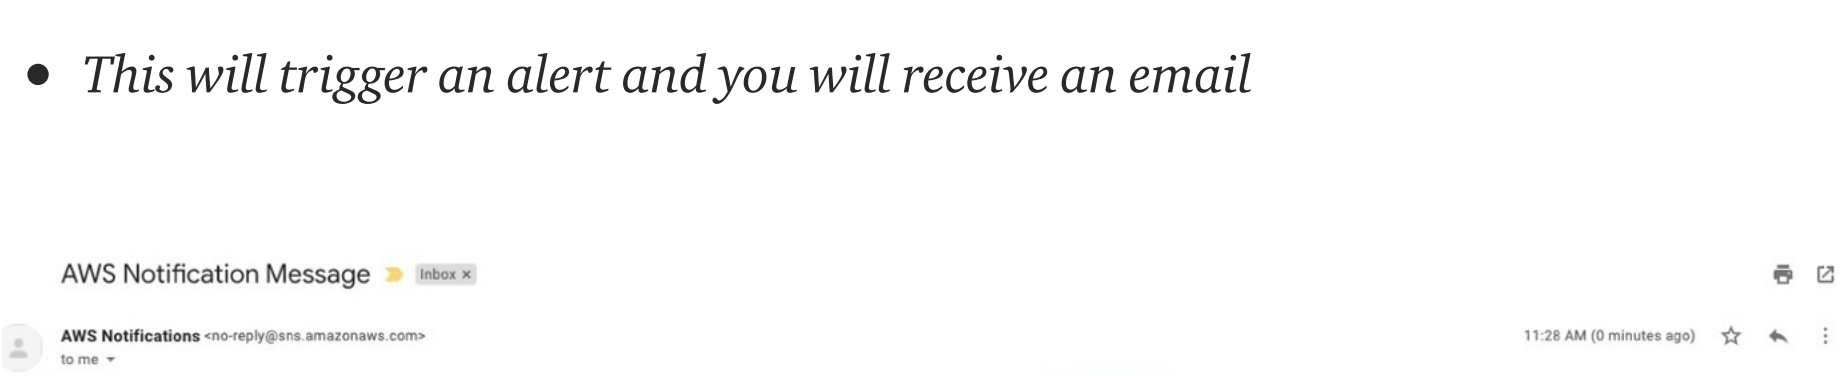 • This will trigger an alert and you will receive an email
AWS Notification Message Inbox ×
AWS Notifications <no-reply@sns.amazonaws.com> 11:28 AM (0 minutes ago)
to me